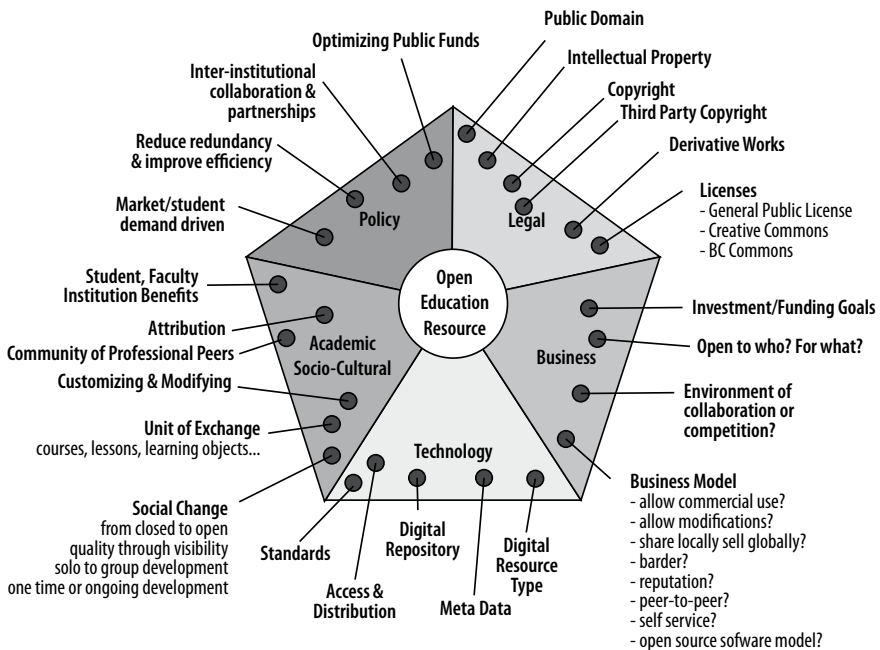 Public Domain
Optimizing Public Funds
Intellectual Property
Inter-institutional
collaboration &
partnerships
Copyright
Third Party Copyright
Reduce redundancy
& improve efficiency
Derivative Works
Market/student
demand driven
Policy
Legal
Licenses
- General Public License
- Creative Commons
- BC Commons
Student, Faculty
Institution Benefits
Open
Education
Resource
Investment/Funding Goals
Attribution
Community of Professional Peers
Academic
Socio-Cultural
Business
Open to who? For what?
Customizing & Modifying
Environment of
collaboration or
competition?
Unit of Exchange
courses, lessons, learning objects...
Technology
Business Model
- allow commercial use?
- allow modifications?
- share locally sell globally?
- barder?
- reputation?
- peer-to-peer?
- self service?
- open source sofware model?
Social Change
from closed to open
quality through visibility
solo to group development
one time or ongoing development
Standards
Access &
Distribution
Digital
Repository
Meta Data
Digital
Resource
Type